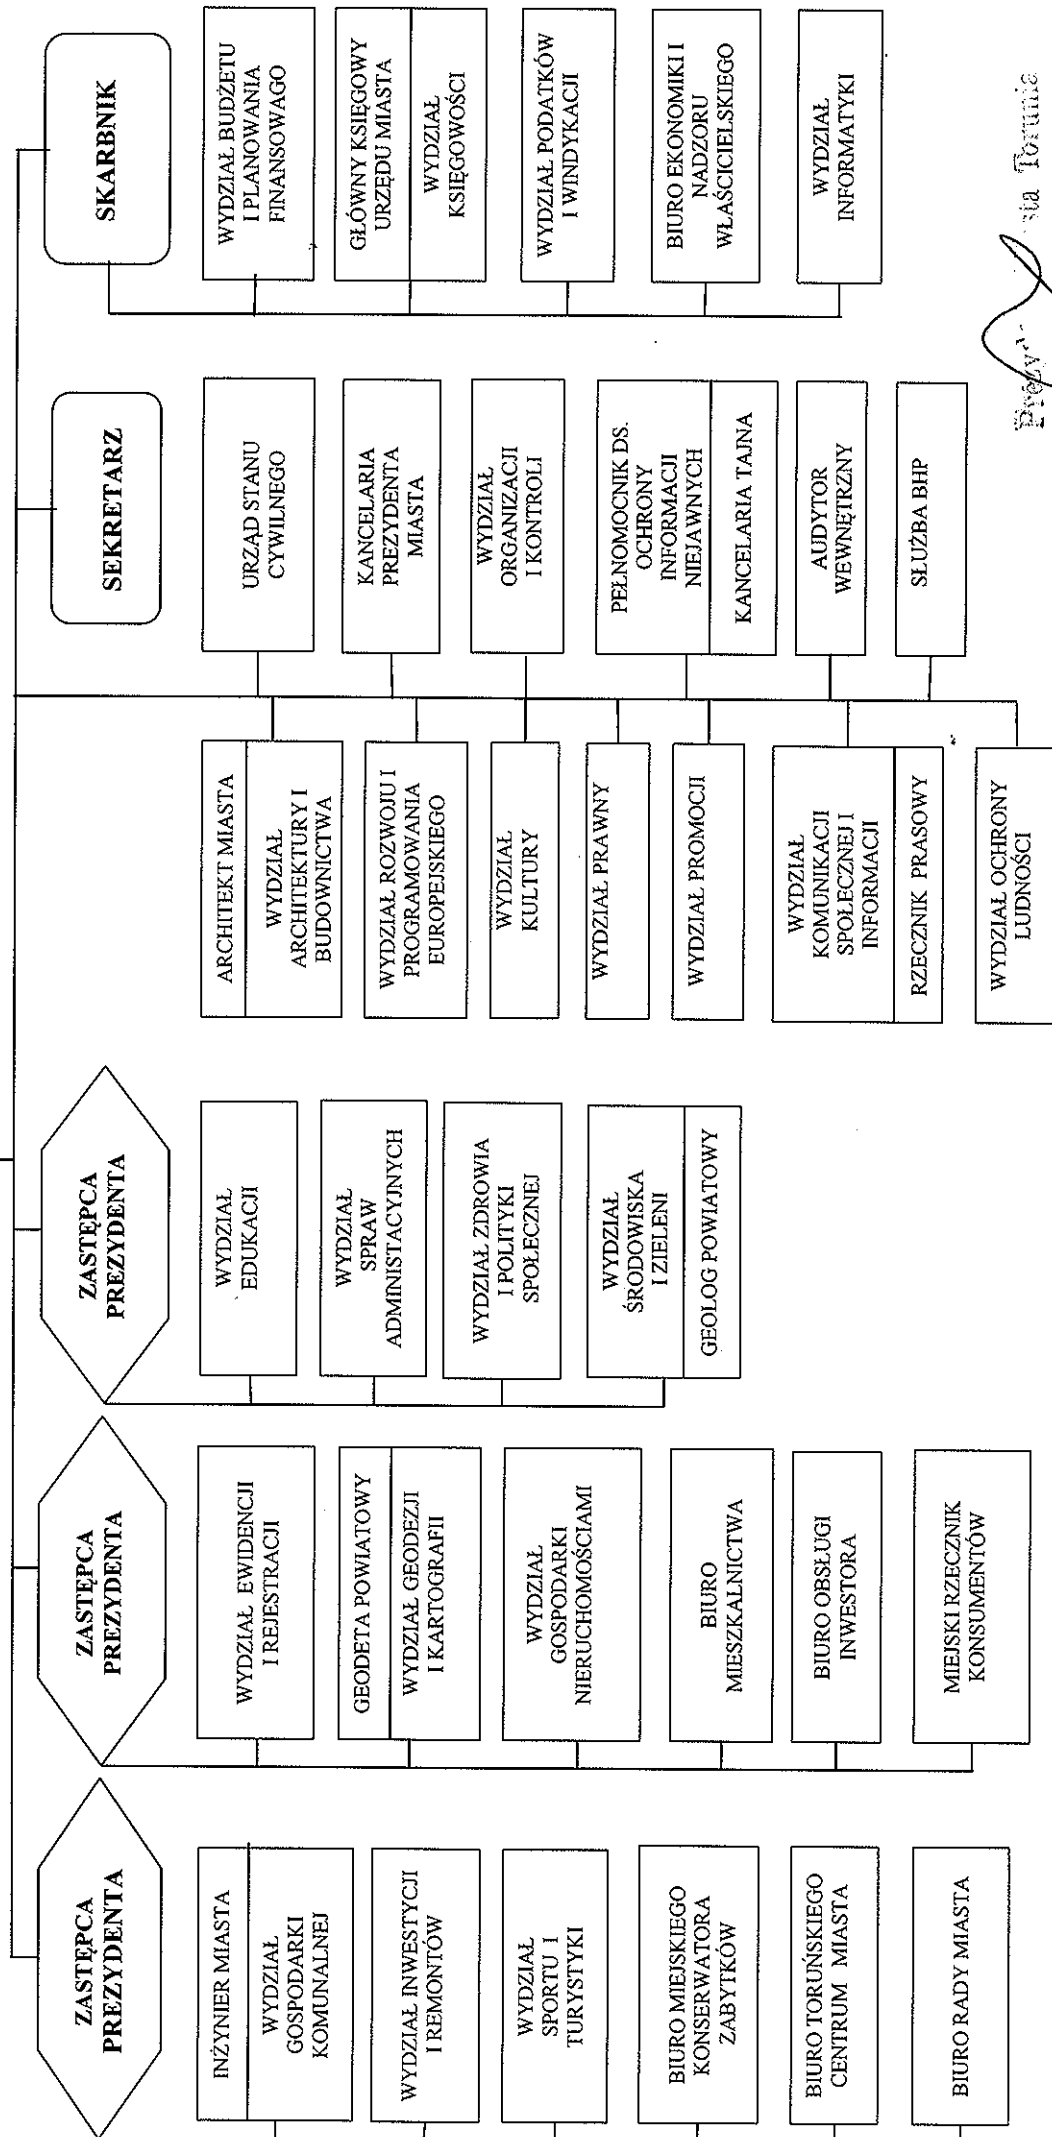 ZASTĘPCA
PREZYDENTA
INŻYNIER MIASTA
WYDZIAŁ
GOSPODARKI
KOMUNALNEJ
WYDZIAŁ INWESTYCJI
I REMONTÓW
WYDZIAŁ
SPORTU I
TURYSTYKI
BIURO MIEJSKIEGO
KONSERWATORA
ZABYTKÓW
BIURO TORUŃSKIEGO
CENTRUM MIASTA
BIURO RADY MIASTA
ZASTĘPCA
PREZYDENTA
WYDZIAŁ EWIDENCJI
I REJESTRACJI
GEODETA POWIATOWY
WYDZIAŁ GEODEZJI
I KARTOGRAFII
WYDZIAŁ
GOSPODARKI
NIERUCHOMOŚCIAMI
BIURO
MIESZKALNICTWA
BIURO OBSŁUGI
INWESTORA
MIEJSKI RZECZNIK
KONSUMENTÓW
ZASTĘPCA
PREZYDENTA
WYDZIAŁ
EDUKACJI
WYDZIAŁ
SPRAW
ADMINISTACYJNYCH
WYDZIAŁ ZDROWIA
I POLITYKI
SPOŁECZNEJ
WYDZIAŁ
ŚRODOWISKA
I ZIELENI
GEOLOG POWIATOWY
ARCHITEKT MIASTA
WYDZIAŁ
ARCHITEKTURY I
BUDOWNICTWA
WYDZIAŁ ROZWOJU I
PROGRAMOWANIA
EUROPEJSKIEGO
WYDZIAŁ
KULTURY
WYDZIAŁ PRAWNY
WYDZIAŁ PROMOCJI
WYDZIAŁ
KOMUNIKACJI
SPOŁECZNEJ I
INFORMACJI
RZECZNIK PRASOWY
WYDZIAŁ OCHRONY
LUDNOŚCI
SEKRETARZ
URZĄD STANU
CYWILNEGO
KANCELARIA
PREZYDENTA
MIASTA
WYDZIAŁ
ORGANIZACJI
I KONTROLI
PEŁNOMOCNIK DS.
OCHRONY
INFORMACJI
NIEJAWNYCH
KANCELARIA TAJNA
AUDYTOR
WEWNĘTRZNY
SŁUŻBA BHP
SKARBNIK
WYDZIAŁ BUDŻETU
I PLANOWANIA
FINANSOWAGO
GŁÓWNY KSIĘGOWY
URZĘDU MIASTA
WYDZIAŁ
KSIĘGOWOŚCI
WYDZIAŁ PODATKÓW
I WINDYKACJI
BIURO EKONOMIKI I
NADZORU
WŁAŚCICIELSKIEGO
WYDZIAŁ
INFORMATYKI
Torunia